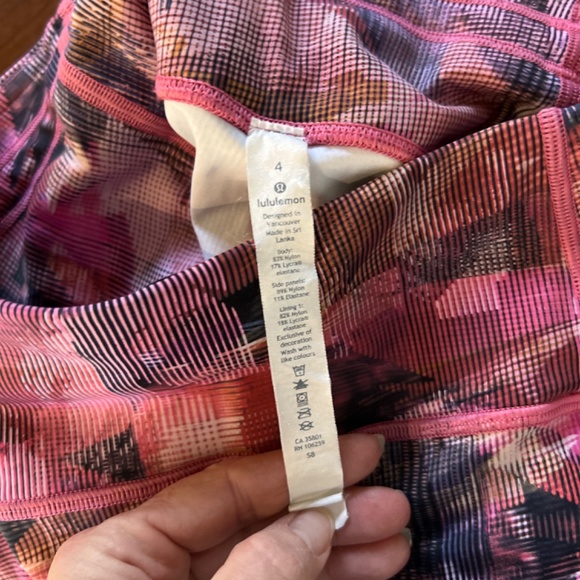 4
lululemon
Designed in
Vancouver
Made in Sri
Lanka
Body:
83% Nylon
17% Lycra®
elastane
Side panels:
89% Nylon
11% Elastane
Lining 1:
82% Nylon
18% Lycra®
elastane
Exclusive of
decoration
Wash with
like colours
CA 35801
RN 106259
SB